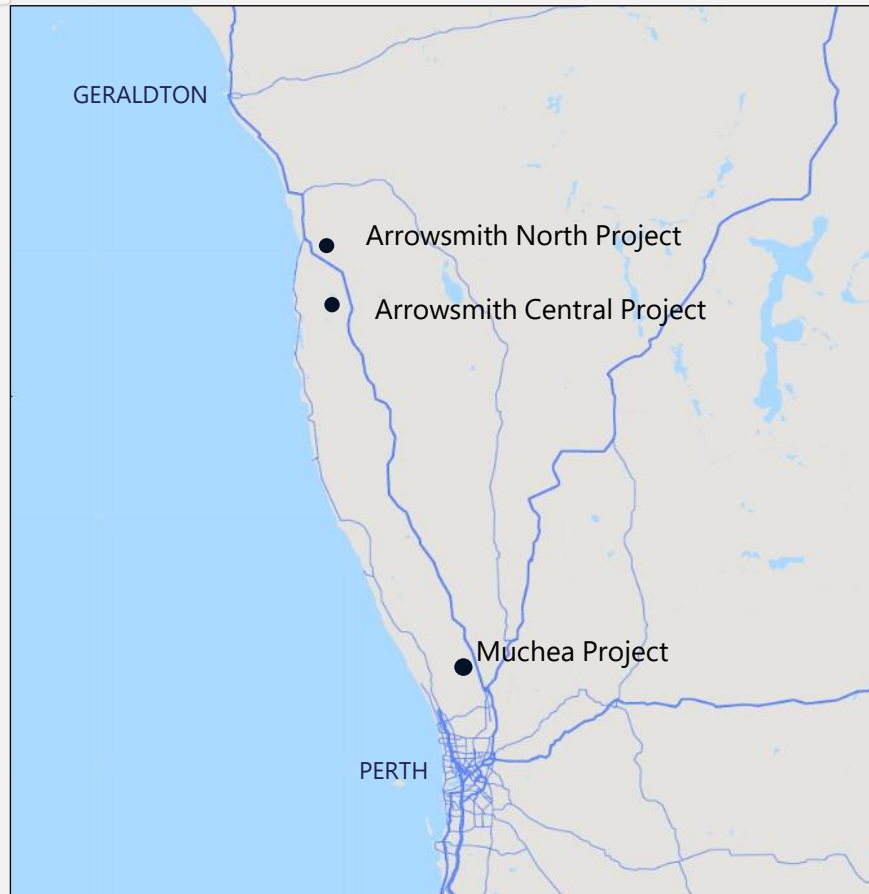 GERALDTON
Arrowsmith North Project
Arrowsmith Central Project
Muchea Project
PERTH